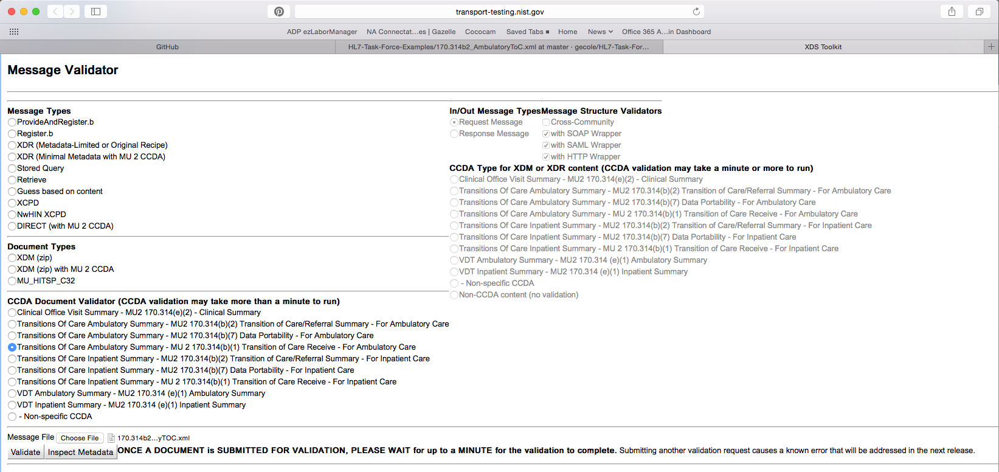 transport-testing.nist.gov
ADP ezLaborManager NA Connectat...es | Gazelle Cococam Saved Tabs Home News Office 365 A...in Dashboard
GitHub HL7-Task-Force-Examples/170.314b2_AmbulatoryToC.xml at master · gecole/HL7-Task-For... XDS Toolkit
Message Validator
Message Types
ProvideAndRegister.b
Register.b
XDR (Metadata-Limited or Original Recipe)
XDR (Minimal Metadata with MU 2 CCDA)
Stored Query
Retrieve
Guess based on content
XCPD
NwHIN XCPD
DIRECT (with MU 2 CCDA)
Document Types
XDM (zip)
XDM (zip) with MU 2 CCDA
MU_HITSP_C32
CCDA Document Validator (CCDA validation may take more than a minute to run)
Clinical Office Visit Summary - MU2 170.314(e)(2) - Clinical Summary
Transitions Of Care Ambulatory Summary - MU2 170.314(b)(2) Transition of Care/Referral Summary - For Ambulatory Care
Transitions Of Care Ambulatory Summary - MU2 170.314(b)(7) Data Portability - For Ambulatory Care
Transitions Of Care Ambulatory Summary - MU 2 170.314(b)(1) Transition of Care Receive - For Ambulatory Care
Transitions Of Care Inpatient Summary - MU2 170.314(b)(2) Transition of Care/Referral Summary - For Inpatient Care
Transitions Of Care Inpatient Summary - MU2 170.314(b)(7) Data Portability - For Inpatient Care
Transitions Of Care Inpatient Summary - MU 2 170.314(b)(1) Transition of Care Receive - For Inpatient Care
VDT Ambulatory Summary - MU2 170.314 (e)(1) Ambulatory Summary
VDT Inpatient Summary - MU2 170.314 (e)(1) Inpatient Summary
- Non-specific CCDA
In/Out Message Types
Request Message
Response Message
Message Structure Validators
Cross-Community
with SOAP Wrapper
with SAML Wrapper
with HTTP Wrapper
CCDA Type for XDM or XDR content (CCDA validation may take a minute or more to run)
Clinical Office Visit Summary - MU2 170.314(e)(2) - Clinical Summary
Transitions Of Care Ambulatory Summary - MU2 170.314(b)(2) Transition of Care/Referral Summary - For Ambulatory Care
Transitions Of Care Ambulatory Summary - MU2 170.314(b)(7) Data Portability - For Ambulatory Care
Transitions Of Care Ambulatory Summary - MU 2 170.314(b)(1) Transition of Care Receive - For Ambulatory Care
Transitions Of Care Inpatient Summary - MU2 170.314(b)(2) Transition of Care/Referral Summary - For Inpatient Care
Transitions Of Care Inpatient Summary - MU2 170.314(b)(7) Data Portability - For Inpatient Care
Transitions Of Care Inpatient Summary - MU 2 170.314(b)(1) Transition of Care Receive - For Inpatient Care
VDT Ambulatory Summary - MU2 170.314 (e)(1) Ambulatory Summary
VDT Inpatient Summary - MU2 170.314 (e)(1) Inpatient Summary
- Non-specific CCDA
Non-CCDA content (no validation)
Message File Choose File 170.314b2...yTOC.xml
Validate Inspect Metadata ONCE A DOCUMENT is SUBMITTED FOR VALIDATION, PLEASE WAIT for up to a MINUTE for the validation to complete. Submitting another validation request causes a known error that will be addressed in the next release.